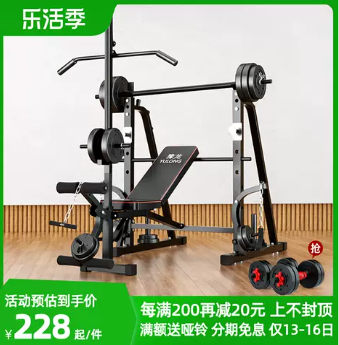 乐活季
FULONG
抢
活动预估到手价
¥228起/件
每满200再减20元 上不封顶
满额送哑铃 分期免息 仅13-16日